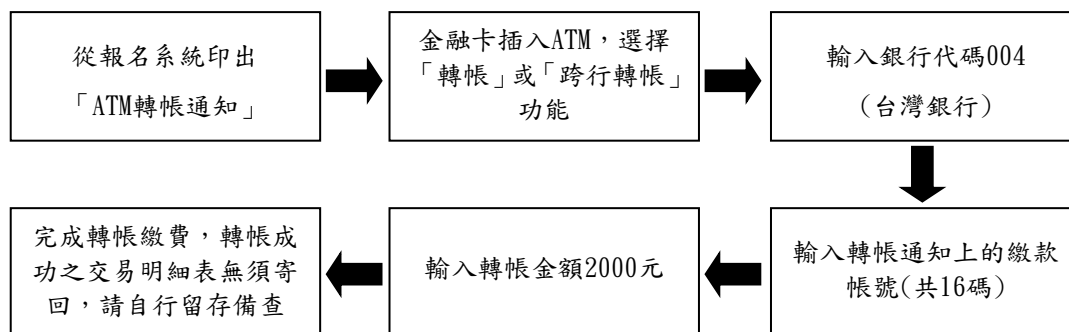 從報名系統印出
「ATM轉帳通知」
金融卡插入ATM，選擇
「轉帳」或「跨行轉帳」
功能
輸入銀行代碼004
(台灣銀行)
輸入轉帳通知上的繳款
帳號(共16碼)
輸入轉帳金額2000元
完成轉帳繳費，轉帳成
功之交易明細表無須寄
回，請自行留存備查